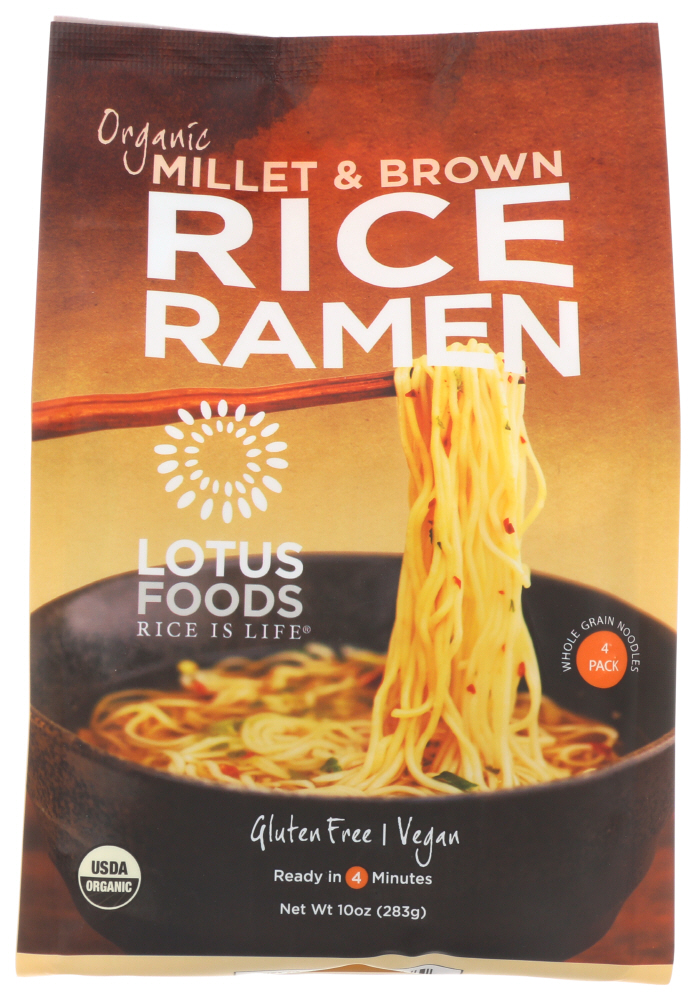 Organic
MILLET & BROWN
RICE
RAMEN
LOTUS
FOODS
RICE IS LIFE®
WHOLE GRAIN NOODLES
4
PACK
Gluten Free | Vegan
Ready in 4 Minutes
Net Wt 10oz (283g)
USDA
ORGANIC